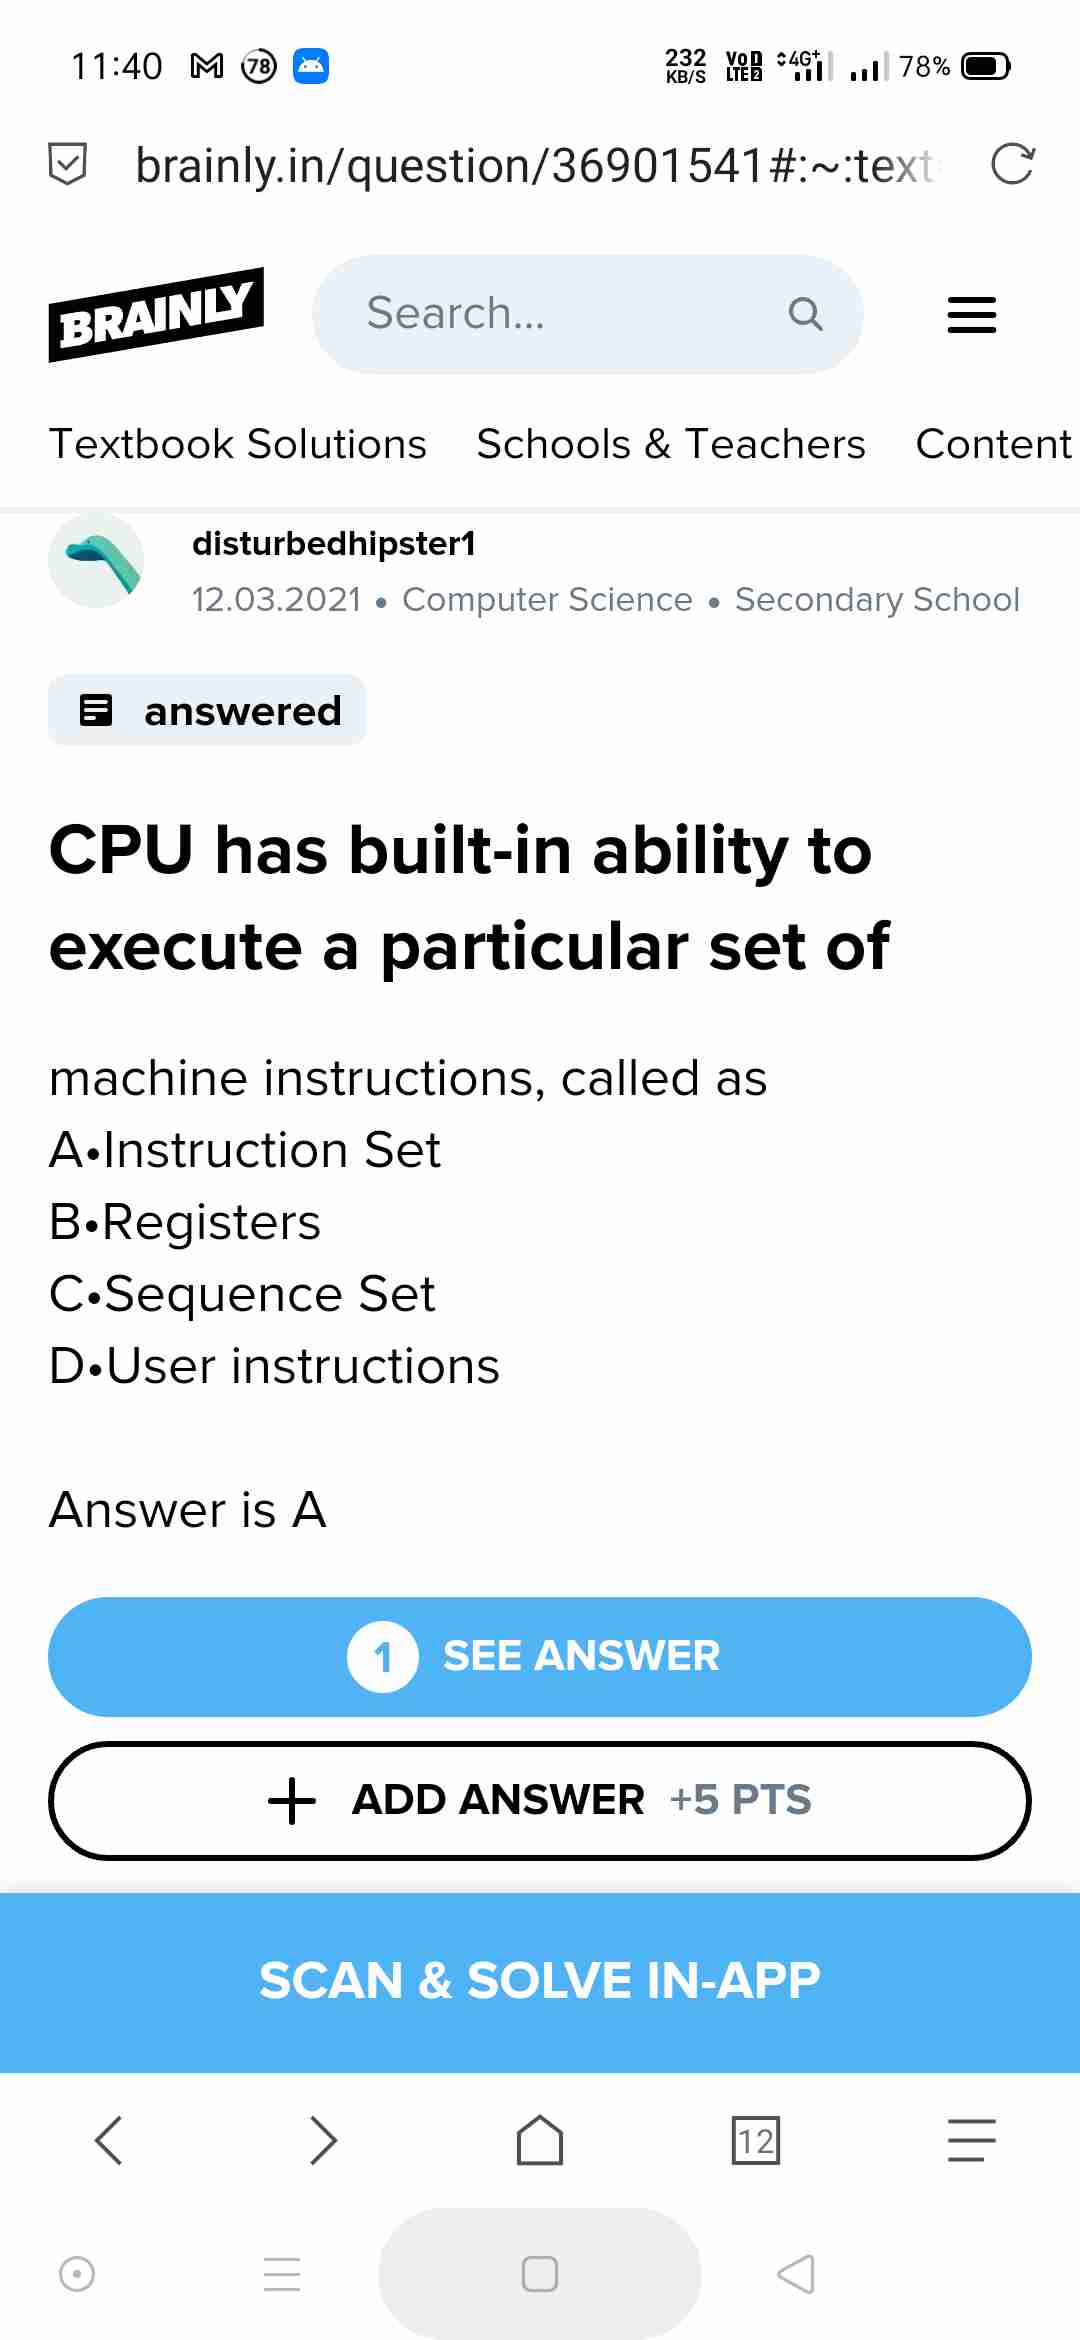 11:40 M 78 232 KB/S VoD LTE2 4G+ 78%
brainly.in/question/36901541#:~:text
BRAINLY Search...
Textbook Solutions Schools & Teachers Content
disturbedhipster1
12.03.2021 • Computer Science • Secondary School
answered
CPU has built-in ability to
execute a particular set of
machine instructions, called as
A•Instruction Set
B•Registers
C•Sequence Set
D•User instructions
Answer is A
1 SEE ANSWER
+ ADD ANSWER +5 PTS
SCAN & SOLVE IN-APP
12